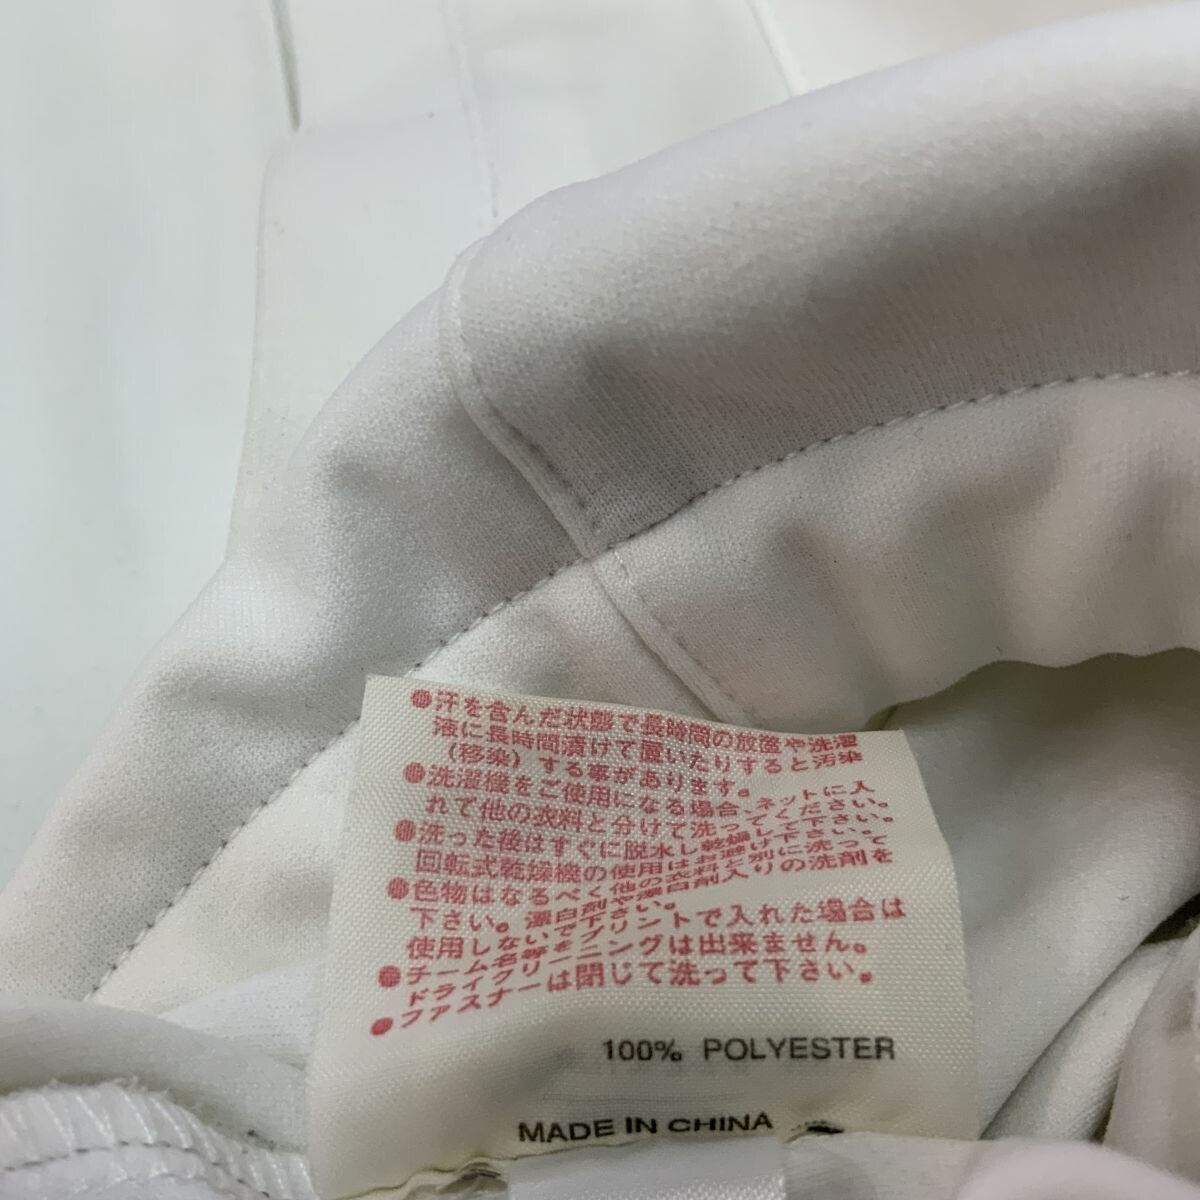 ●汗を含んだ状態で長時間の放置や洗濯
液に長時間漬けて置いたりすると汚染
(移染)する事があります。
●洗濯機をご使用になる場合、ネットに入
れて他の衣料と分けて洗ってください。
●洗った後はすぐに脱水し乾燥して下さい。
回転式乾燥機の使用はお避け下さい。
●色物はなるべく他の衣料と別に洗って
下さい。漂白剤や漂白剤入りの洗剤を
使用しないで下さい。
●チーム名等をプリントで入れた場合は
ドライクリーニングは出来ません。
●ファスナーは閉じて洗って下さい。
100% POLYESTER
MADE IN CHINA